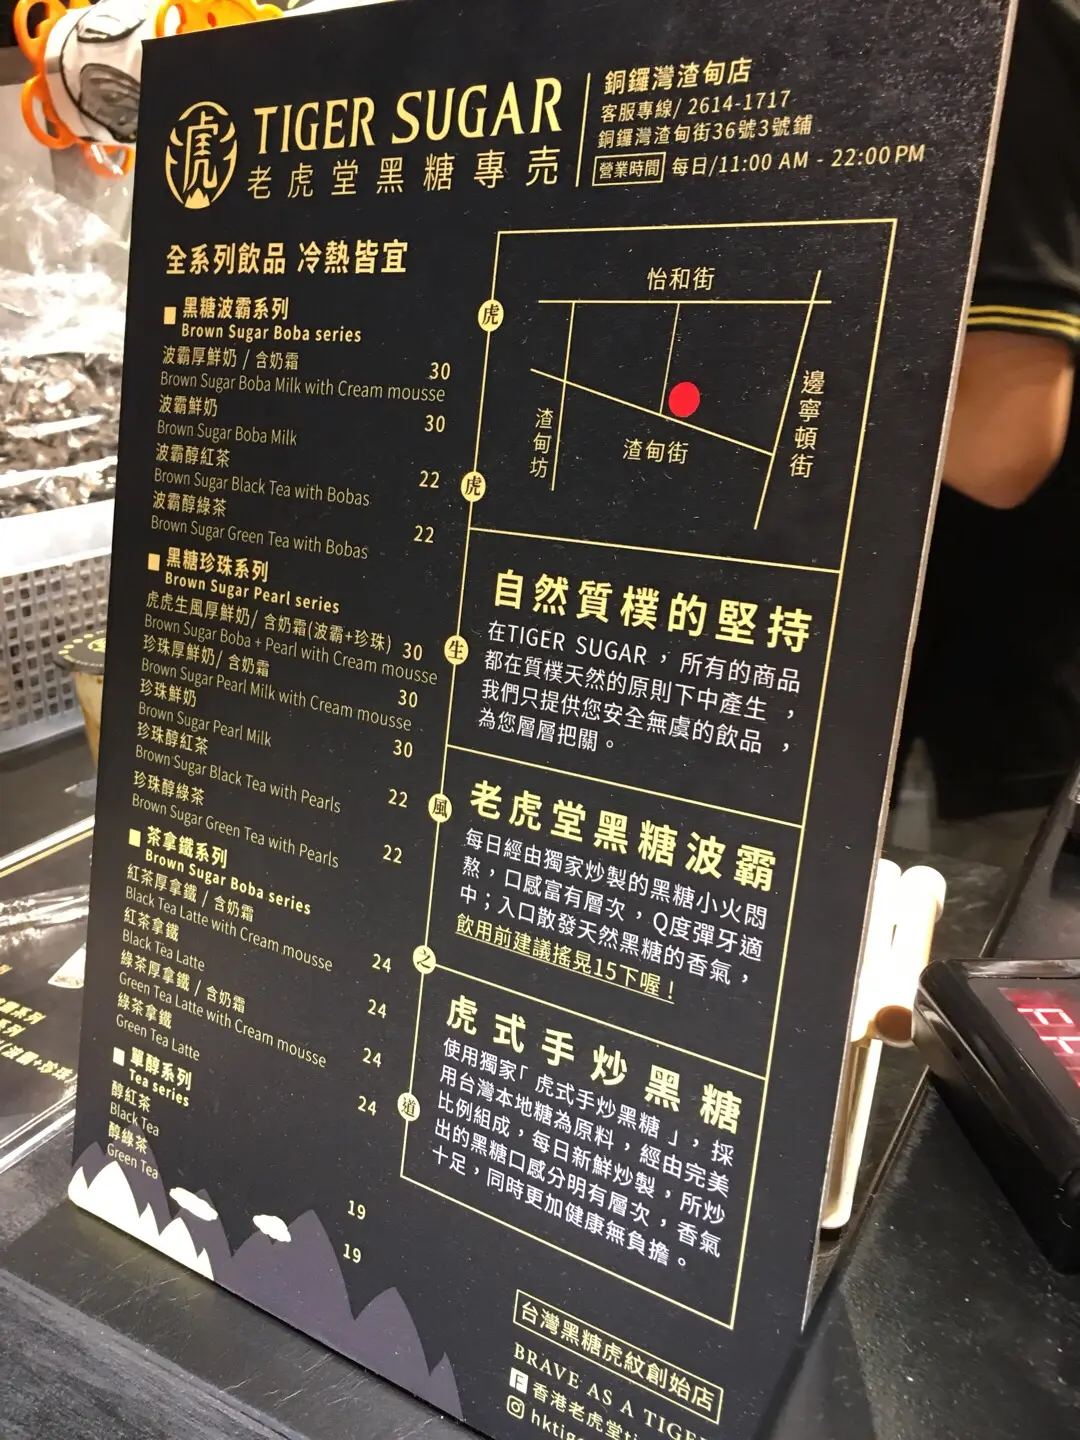 虎
TIGER SUGAR
老虎堂黑糖專売
銅鑼灣渣甸店
客服專線/ 2614-1717
銅鑼灣渣甸街36號3號鋪
營業時間 每日/11:00 AM - 22:00 PM
全系列飲品 冷熱皆宜
黑糖波霸系列
Brown Sugar Boba series
波霸厚鮮奶 / 含奶霜 30
Brown Sugar Boba Milk with Cream mousse
波霸鮮奶 30
Brown Sugar Boba Milk
波霸醇紅茶 22
Brown Sugar Black Tea with Bobas
波霸醇綠茶 22
Brown Sugar Green Tea with Bobas
黑糖珍珠系列
Brown Sugar Pearl series
虎虎生風厚鮮奶/ 含奶霜(波霸+珍珠) 30
Brown Sugar Boba + Pearl with Cream mousse
珍珠厚鮮奶/ 含奶霜 30
Brown Sugar Pearl Milk with Cream mousse
珍珠鮮奶 30
Brown Sugar Pearl Milk
珍珠醇紅茶 22
Brown Sugar Black Tea with Pearls
珍珠醇綠茶 22
Brown Sugar Green Tea with Pearls
茶拿鐵系列
Brown Sugar Boba series
紅茶厚拿鐵 / 含奶霜 24
Black Tea Latte with Cream mousse
紅茶拿鐵 24
Black Tea Latte
綠茶厚拿鐵 / 含奶霜 24
Green Tea Latte with Cream mousse
綠茶拿鐵 24
Green Tea Latte
單醇系列
Tea series
醇紅茶 19
Black Tea
醇綠茶 19
Green Tea
虎
虎
生
風
之
道
怡和街
渣甸坊
渣甸街
邊寧頓街
自然質樸的堅持
在TIGER SUGAR，所有的商品
都在質樸天然的原則下中產生，
我們只提供您安全無虞的飲品，
為您層層把關。
老虎堂黑糖波霸
每日經由獨家炒製的黑糖小火悶
熬，口感富有層次，Q度彈牙適
中；入口散發天然黑糖的香氣，
飲用前建議搖晃15下喔！
虎式手炒黑糖
使用獨家「虎式手炒黑糖」，採
用台灣本地糖為原料，經由完美
比例組成，每日新鮮炒製，所炒
出的黑糖口感分明有層次，香氣
十足，同時更加健康無負擔。
台灣黑糖虎紋創始店
BRAVE AS A TIGER
香港老虎堂